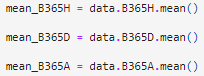 mean_B365H = data.B365H.mean()
mean_B365D = data.B365D.mean()
mean_B365A = data.B365A.mean()